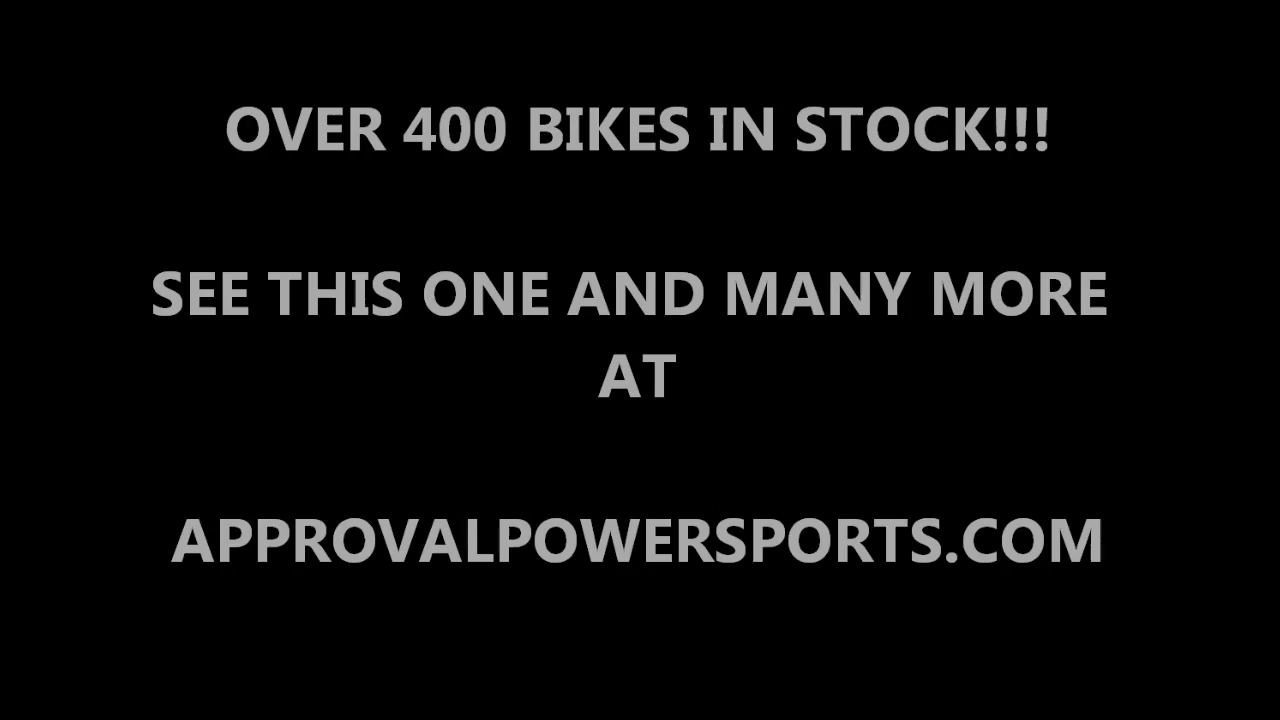 OVER 400 BIKES IN STOCK!!!
SEE THIS ONE AND MANY MORE
AT
APPROVALPOWERSPORTS.COM